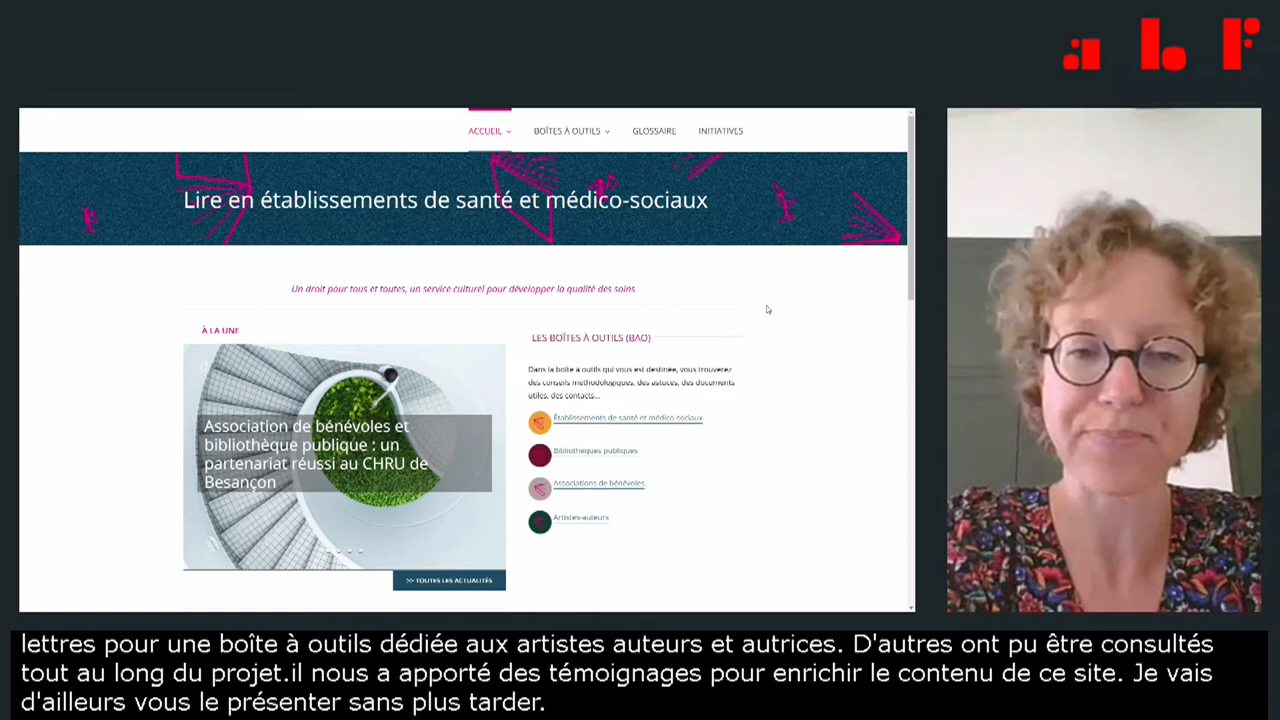 abF
ACCUEIL
BOÎTES À OUTILS
GLOSSAIRE
INITIATIVES
Lire en établissements de santé et médico-sociaux
Un droit pour tous et toutes, un service culturel pour développer la qualité des soins
À LA UNE
Association de bénévoles et
bibliothèque publique : un
partenariat réussi au CHRU de
Besançon
>> TOUTES LES ACTUALITÉS
LES BOÎTES À OUTILS (BAO)
Dans la boîte à outils qui vous est destinée, vous trouverez
des conseils méthodologiques, des astuces, des documents
utiles, des contacts...
Établissements de santé et médico-sociaux
Bibliothèques publiques
Associations de bénévoles
Artistes-auteurs
lettres pour une boîte à outils dédiée aux artistes auteurs et autrices. D'autres ont pu être consultés
tout au long du projet.il nous a apporté des témoignages pour enrichir le contenu de ce site. Je vais
d'ailleurs vous le présenter sans plus tarder.